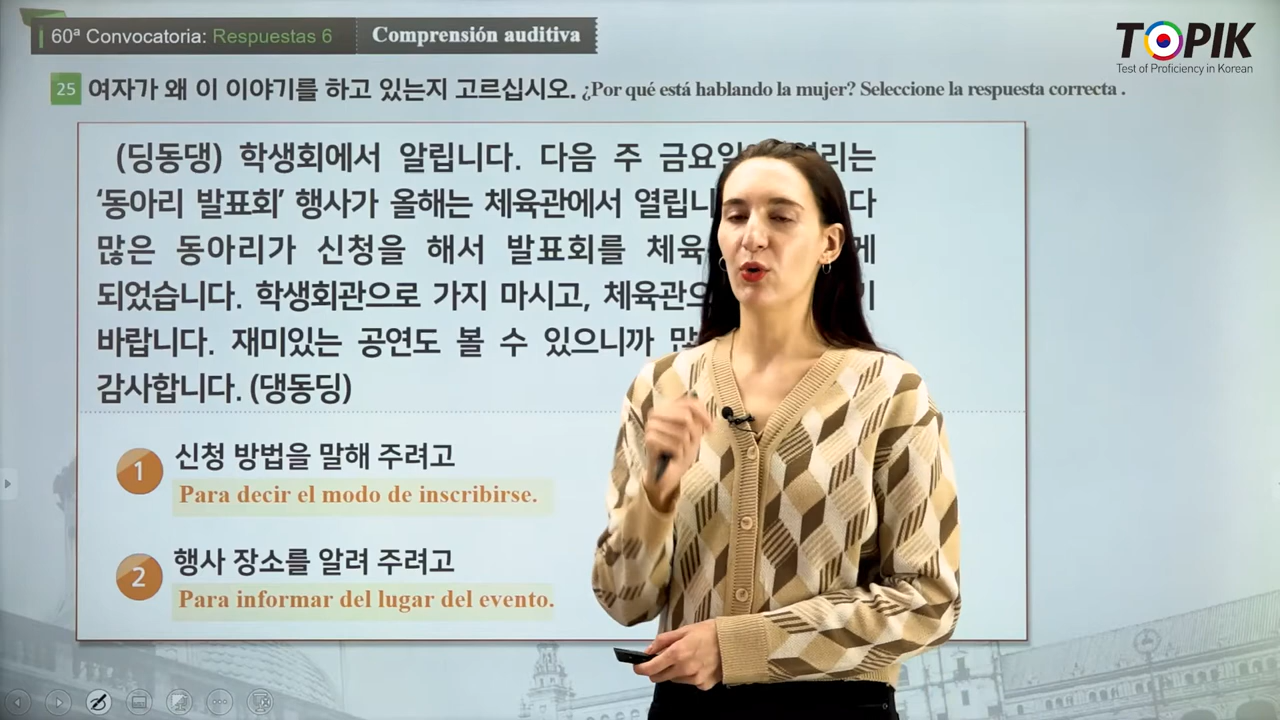 60ª Convocatoria: Respuestas 6
Comprensión auditiva
TOPIK
Test of Proficiency in Korean
25 여자가 왜 이 이야기를 하고 있는지 고르십시오. ¿Por qué está hablando la mujer? Seleccione la respuesta correcta .
(딩동댕) 학생회에서 알립니다. 다음 주 금요일 는
‘동아리 발표회’ 행사가 올해는 체육관에서 다
많은 동아리가 신청을 해서 발표회를 게
되었습니다. 학생회관으로 가지 마시고, 기
바랍니다. 재미있는 공연도 볼 수 있으니까
감사합니다. (댕동딩)
1 신청 방법을 말해 주려고
Para decir el modo de inscribirse.
2 행사 장소를 알려 주려고
Para informar del lugar del evento.